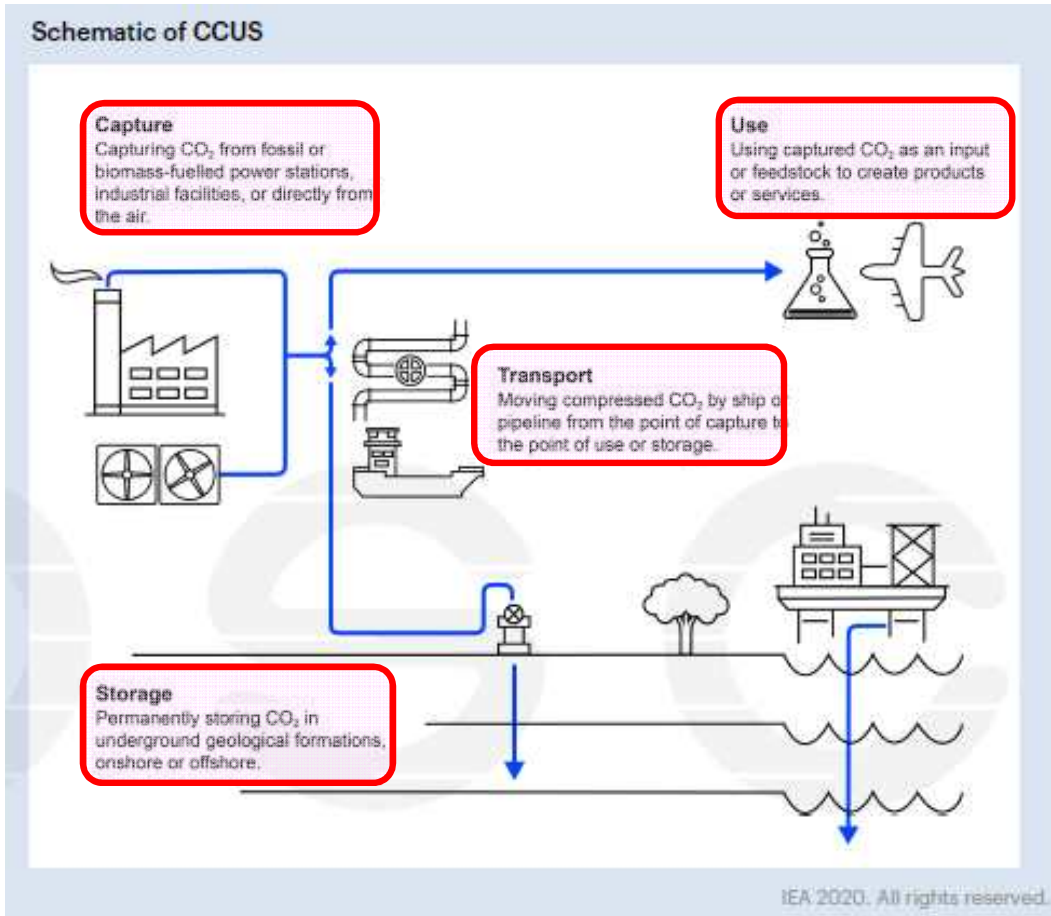 Schematic of CCUS
Capture
Capturing CO₂ from fossil or
biomass-fuelled power stations,
industrial facilities, or directly from
the air.
Use
Using captured CO₂ as an input
or feedstock to create products
or services.
Transport
Moving compressed CO₂ by ship or
pipeline from the point of capture to
the point of use or storage.
Storage
Permanently storing CO₂ in
underground geological formations,
onshore or offshore.
IEA 2020. All rights reserved.